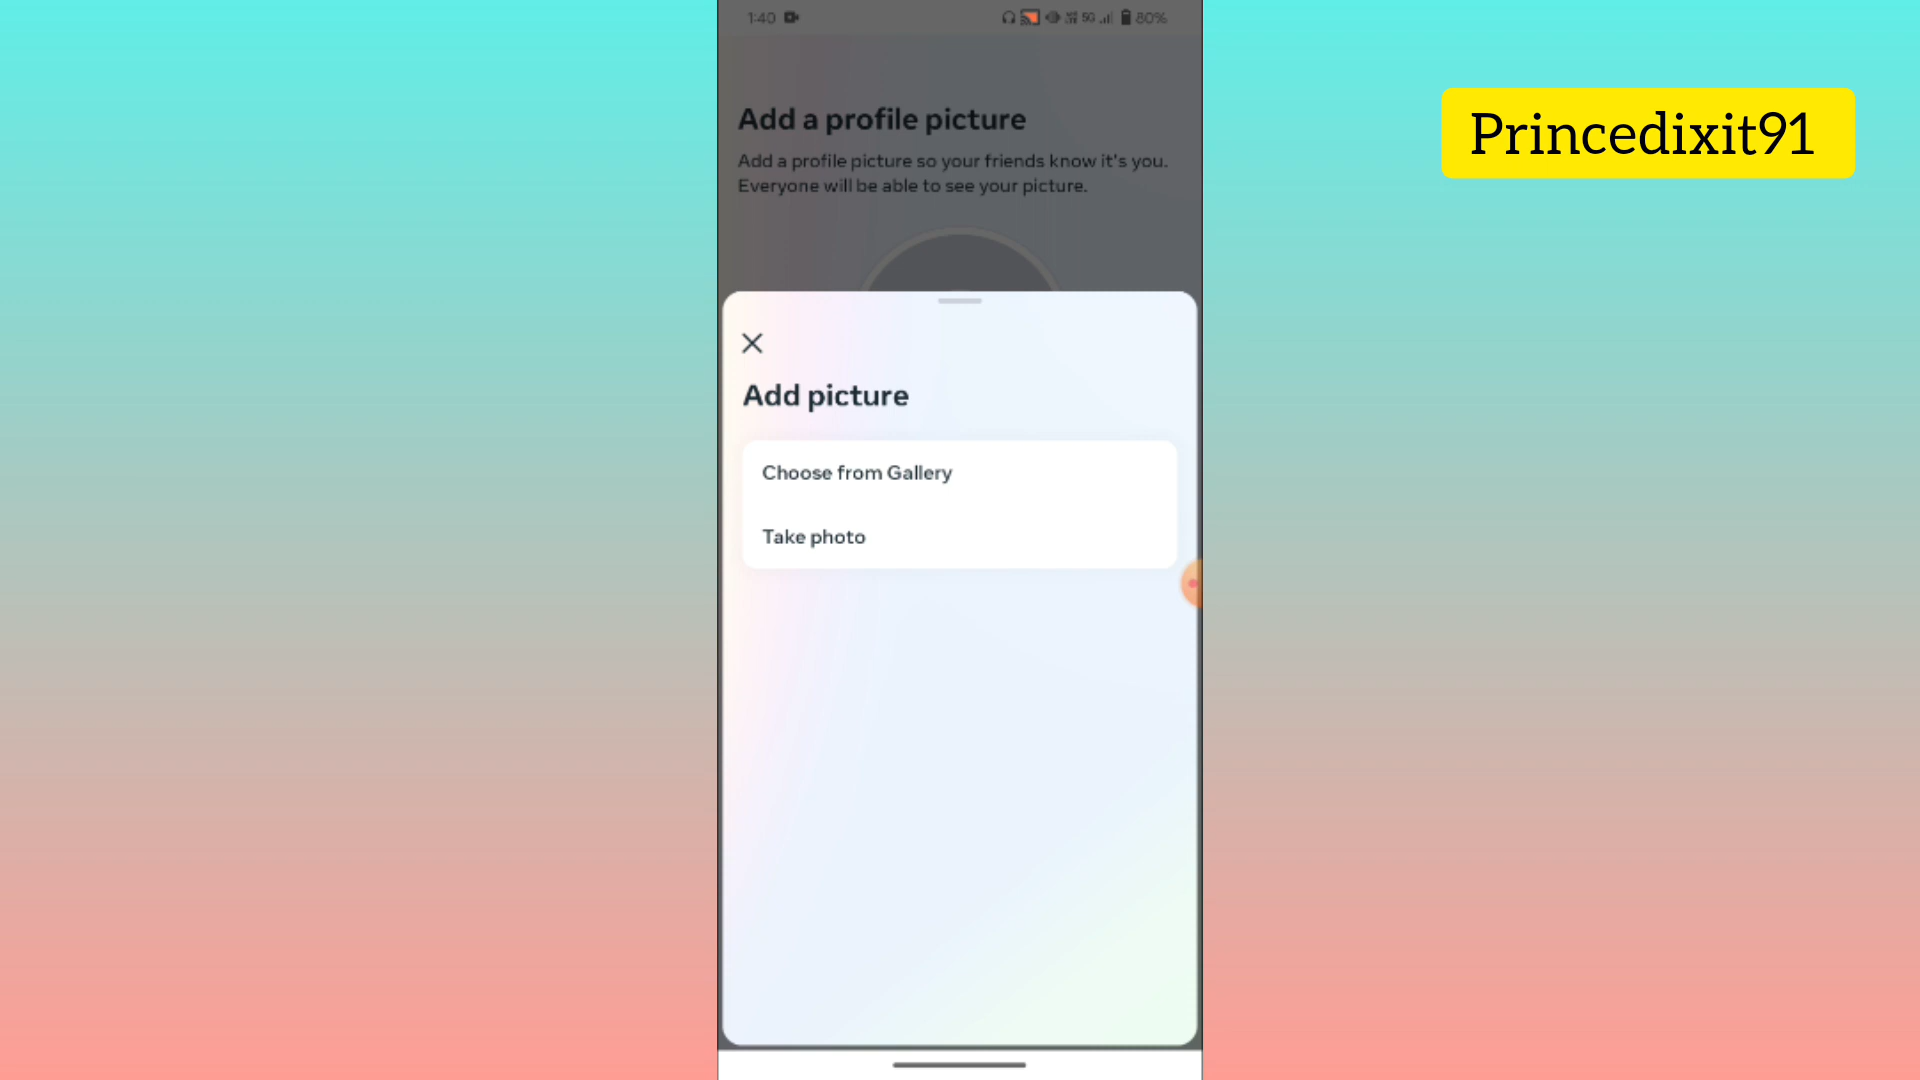 1:40
5G
80%
Princedixit91
Add a profile picture
Add a profile picture so your friends know it's you.
Everyone will be able to see your picture.
Add picture
Choose from Gallery
Take photo